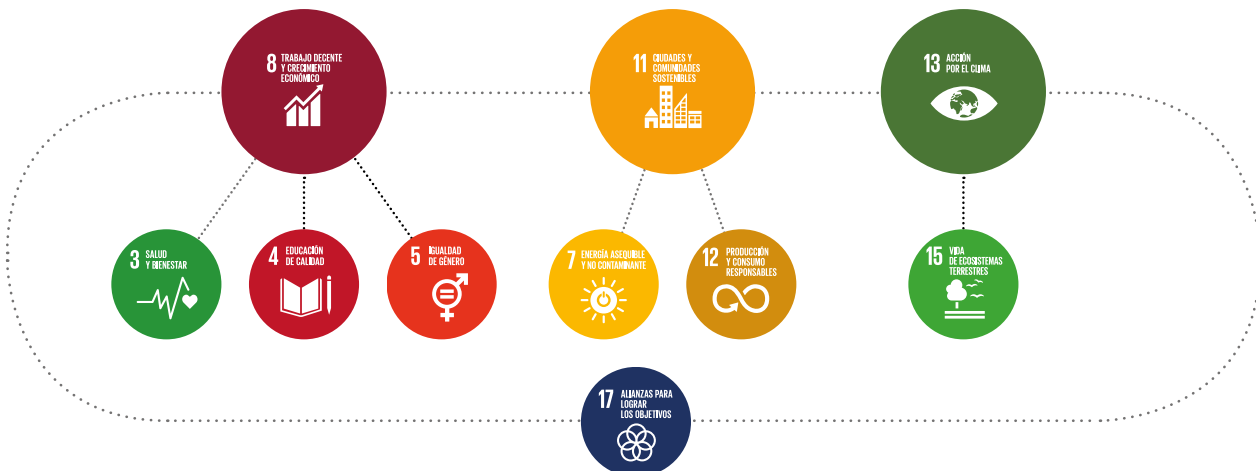 8 TRABAJO DECENTE
Y CRECIMIENTO
ECONÓMICO
11 CIUDADES Y
COMUNIDADES
SOSTENIBLES
13 ACCIÓN
POR EL CLIMA
3 SALUD
Y BIENESTAR
4 EDUCACIÓN
DE CALIDAD
5 IGUALDAD
DE GÉNERO
7 ENERGÍA ASEQUIBLE
Y NO CONTAMINANTE
12 PRODUCCIÓN
Y CONSUMO
RESPONSABLES
15 VIDA
DE ECOSISTEMAS
TERRESTRES
17 ALIANZAS PARA
LOGRAR
LOS OBJETIVOS